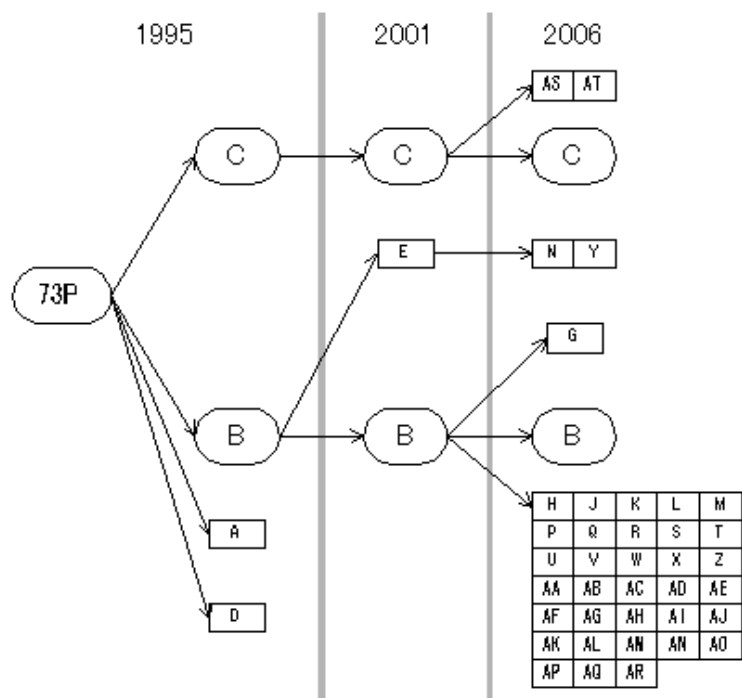 1995 2001 2006
AS AT
C C C
E N Y
73P
G
B B B
H J K L M
A P Q R S T
U V W X Z
AA AB AC AD AE
D AF AG AH AI AJ
AK AL AM AN AO
AP AQ AR